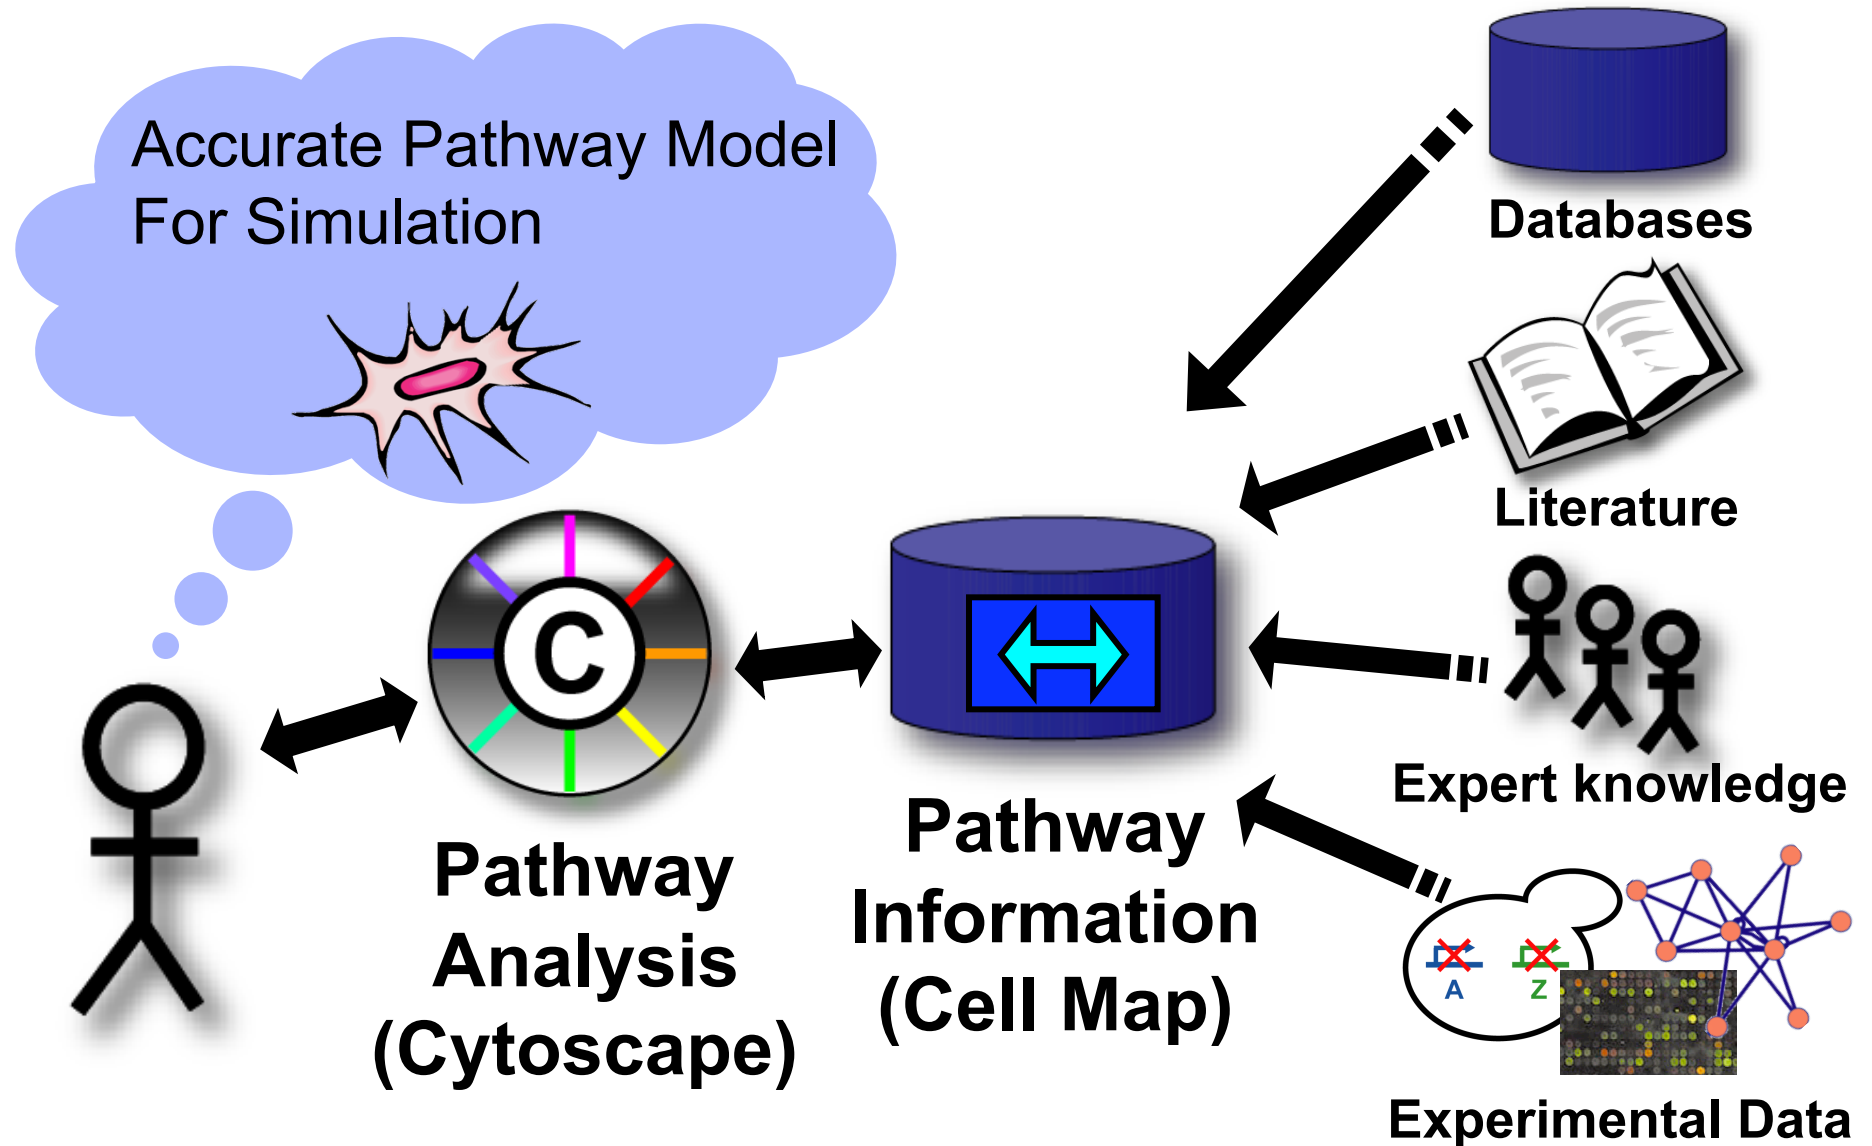 Accurate Pathway Model
For Simulation
Databases
Literature
Expert knowledge
A
Z
Experimental Data
C
Pathway
Analysis
(Cytoscape)
Pathway
Information
(Cell Map)